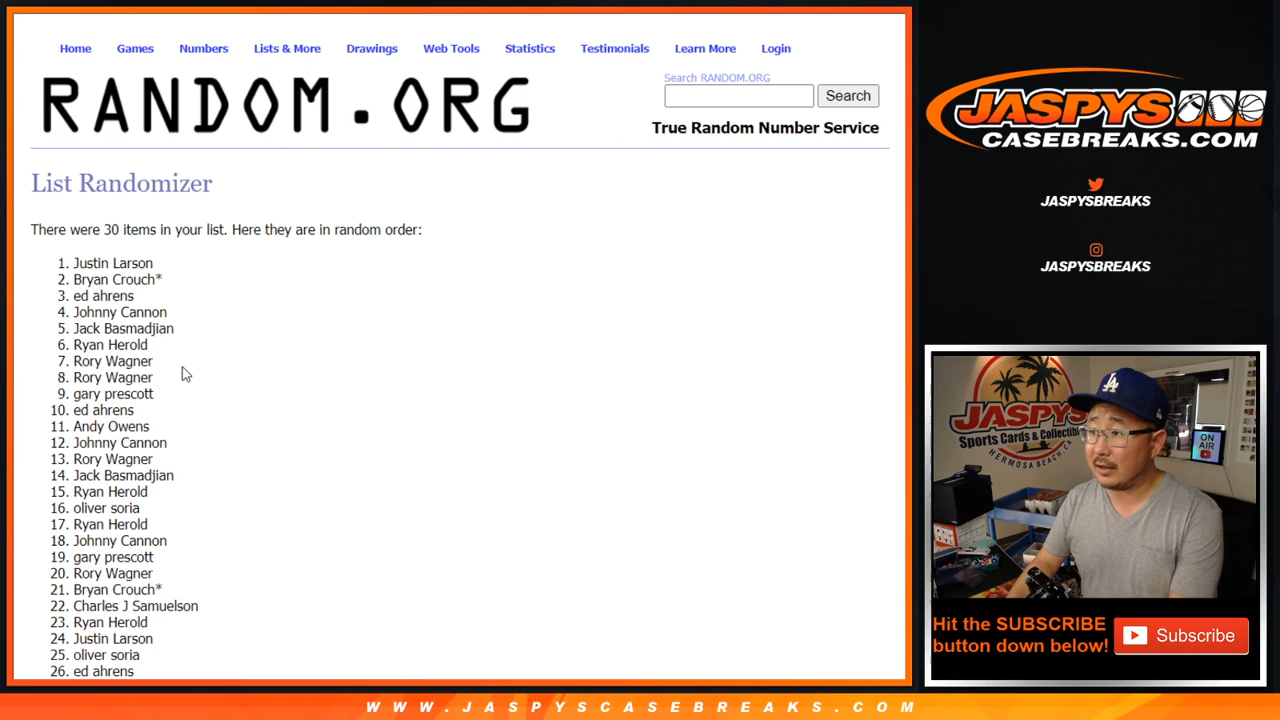 Home Games Numbers Lists & More Drawings Web Tools Statistics Testimonials Learn More Login
RANDOM.ORG
Search RANDOM.ORG
Search
True Random Number Service
List Randomizer
There were 30 items in your list. Here they are in random order:
1. Justin Larson
2. Bryan Crouch*
3. ed ahrens
4. Johnny Cannon
5. Jack Basmadjian
6. Ryan Herold
7. Rory Wagner
8. Rory Wagner
9. gary prescott
10. ed ahrens
11. Andy Owens
12. Johnny Cannon
13. Rory Wagner
14. Jack Basmadjian
15. Ryan Herold
16. oliver soria
17. Ryan Herold
18. Johnny Cannon
19. gary prescott
20. Rory Wagner
21. Bryan Crouch*
22. Charles J Samuelson
23. Ryan Herold
24. Justin Larson
25. oliver soria
26. ed ahrens
JASPYS
CASEBREAKS.COM
JASPYSBREAKS
JASPYSBREAKS
JASPYS
Sports Cards & Collectibl
HERMOSA BEACH, CA
LA
ON
AIR
Hit the SUBSCRIBE
button down below!
Subscribe
WWW.JASPYSCASEBREAKS.COM